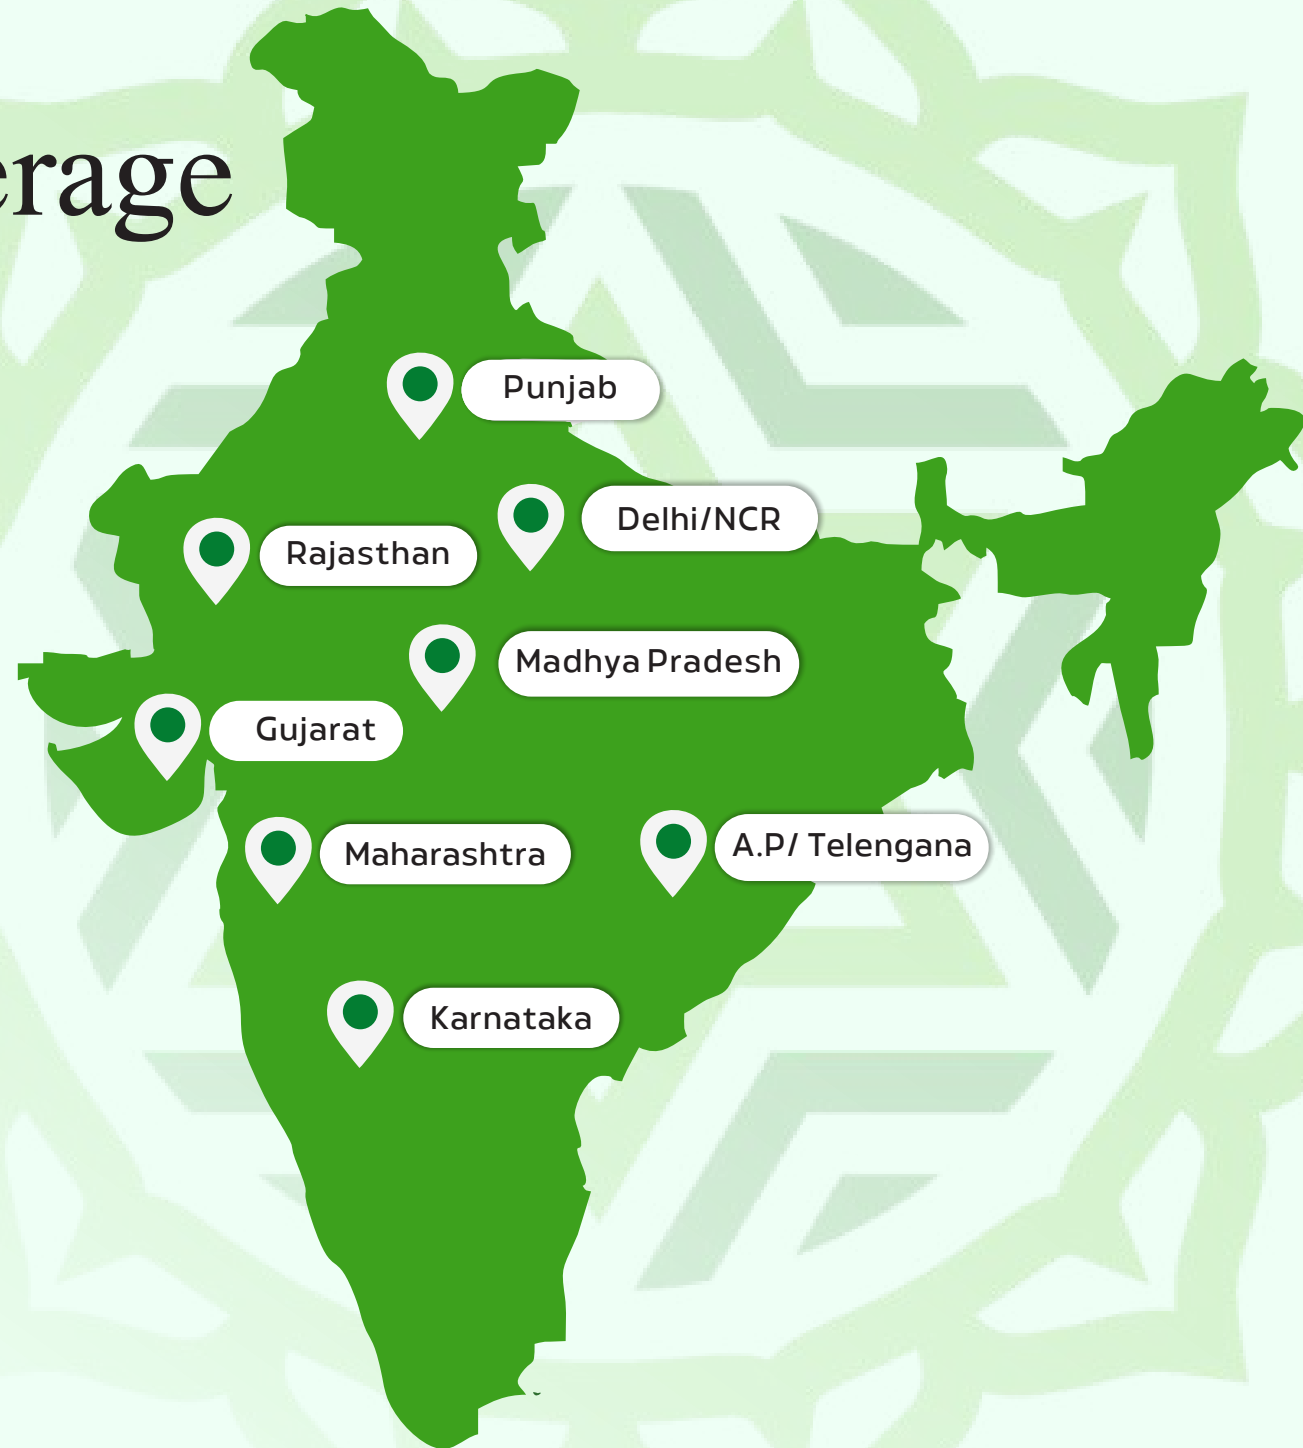 erage
Punjab
Delhi/NCR
Rajasthan
Madhya Pradesh
Gujarat
Maharashtra
A.P/ Telengana
Karnataka